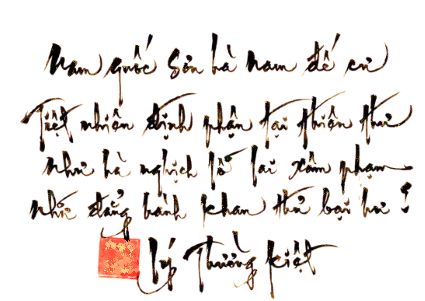 Nam quốc Sơn hà nam đế cư
Tiệt nhiên định phận tại thiên thư
như hà nghịch lỗ lai xâm phạm
nhữ đẳng hành khan thủ bại hư !
Lý Thường Kiệt